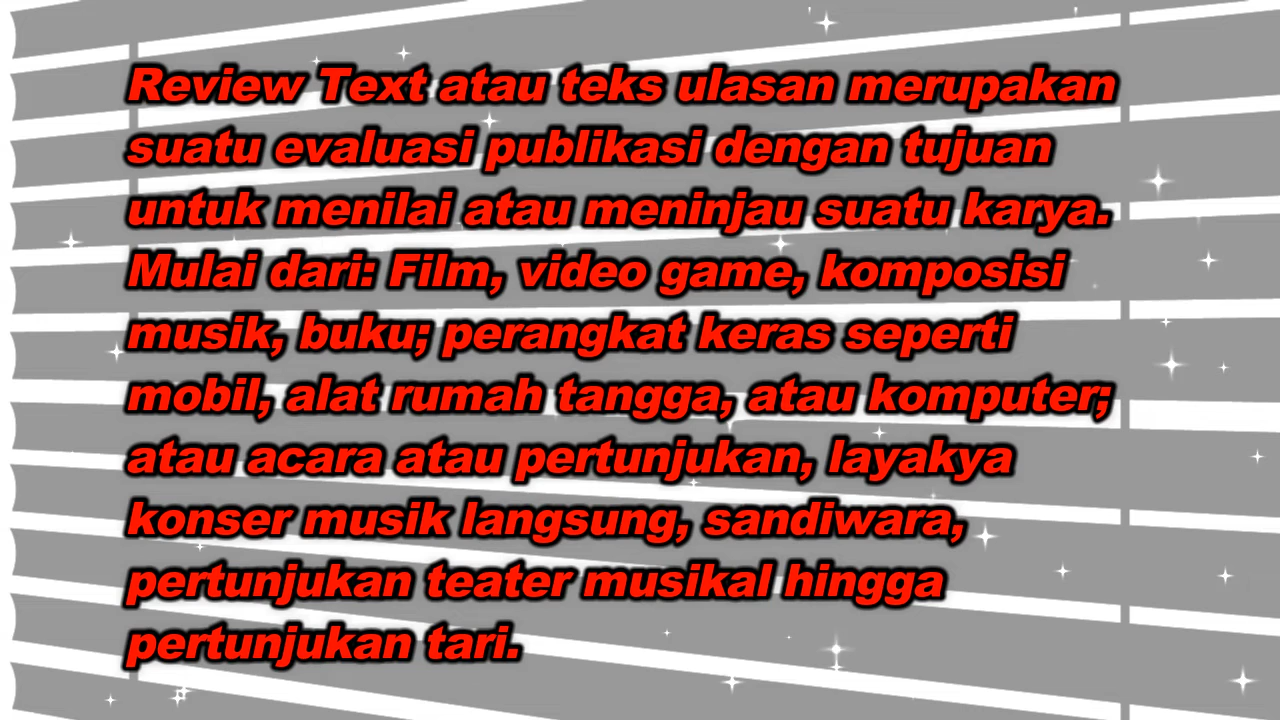 Review Text atau teks ulasan merupakan
suatu evaluasi publikasi dengan tujuan
untuk menilai atau meninjau suatu karya.
Mulai dari: Film, video game, komposisi
musik, buku; perangkat keras seperti
mobil, alat rumah tangga, atau komputer;
atau acara atau pertunjukan, layakya
konser musik langsung, sandiwara,
pertunjukan teater musikal hingga
pertunjukan tari.